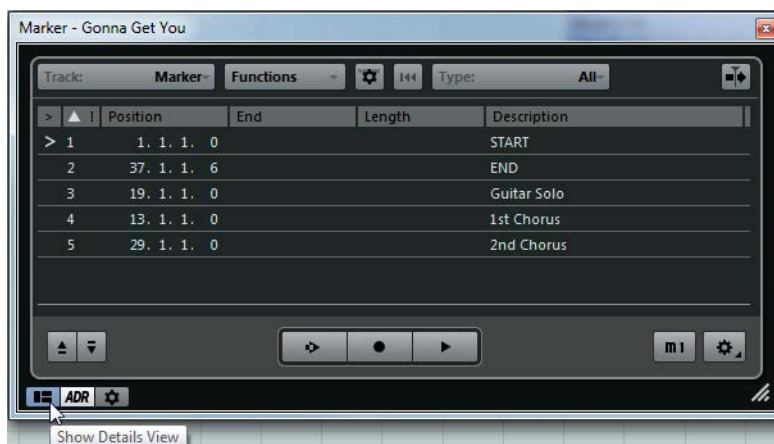 Marker - Gonna Get You
Track: Marker Functions Type: All
> I Position End Length Description
> 1 1. 1. 1. 0 START
2 37. 1. 1. 6 END
3 19. 1. 1. 0 Guitar Solo
4 13. 1. 1. 0 1st Chorus
5 29. 1. 1. 0 2nd Chorus
m1
ADR
Show Details View